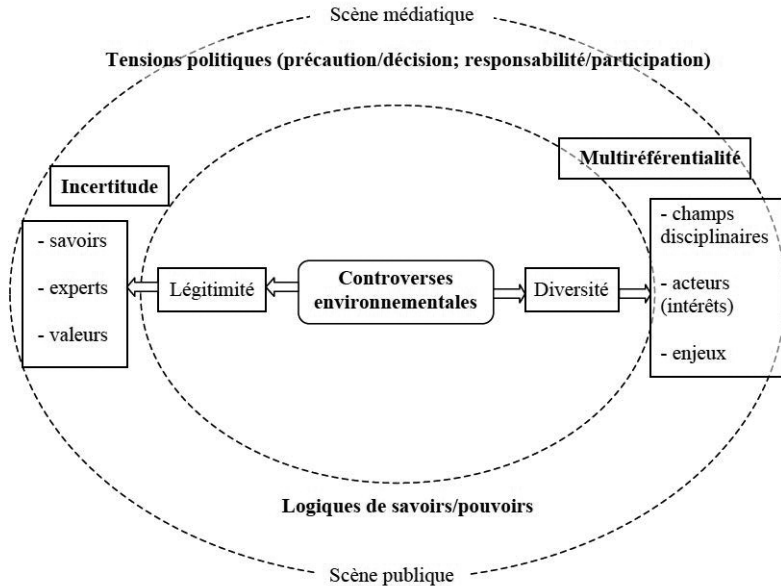 Scène médiatique
Tensions politiques (précaution/décision; responsabilité/participation)
Multiréférentialité
Incertitude
- savoirs
- experts
- valeurs
Légitimité
Controverses
environnementales
Diversité
- champs
disciplinaires
- acteurs
(intérêts)
- enjeux
Logiques de savoirs/pouvoirs
Scène publique